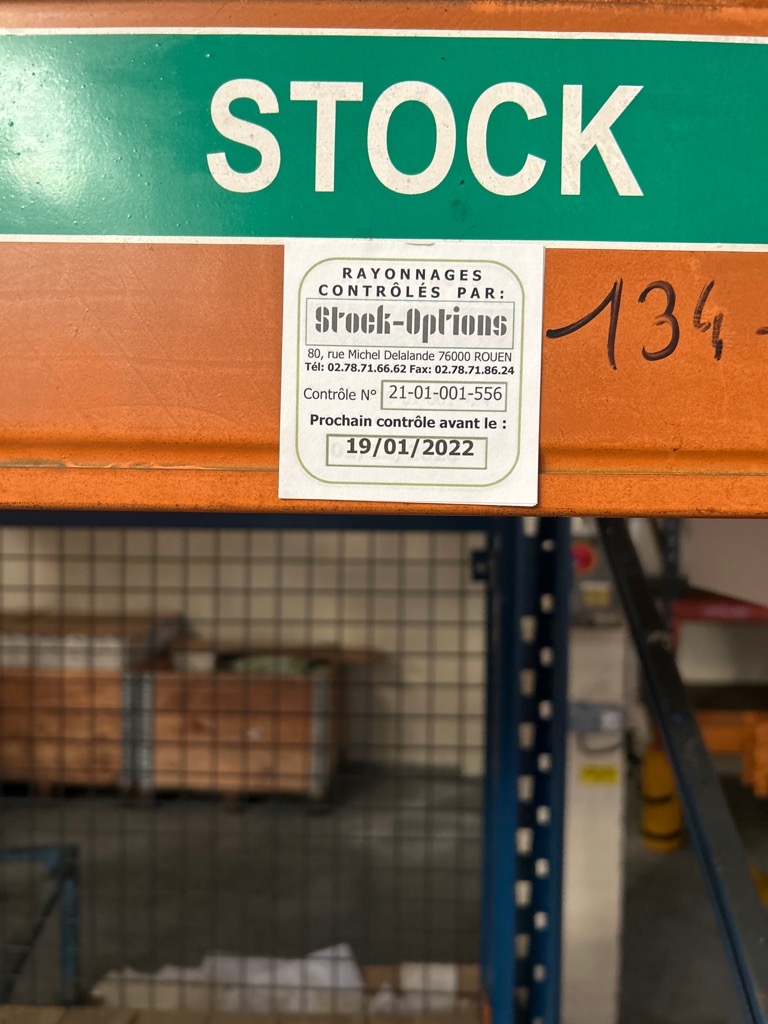 STOCK
RAYONNAGES
CONTRÔLÉS PAR:
Stock-Options
80, rue Michel Delalande 76000 ROUEN
Tél: 02.78.71.66.62 Fax: 02.78.71.86.24
Contrôle N° 21-01-001-556
Prochain contrôle avant le :
19/01/2022
134-